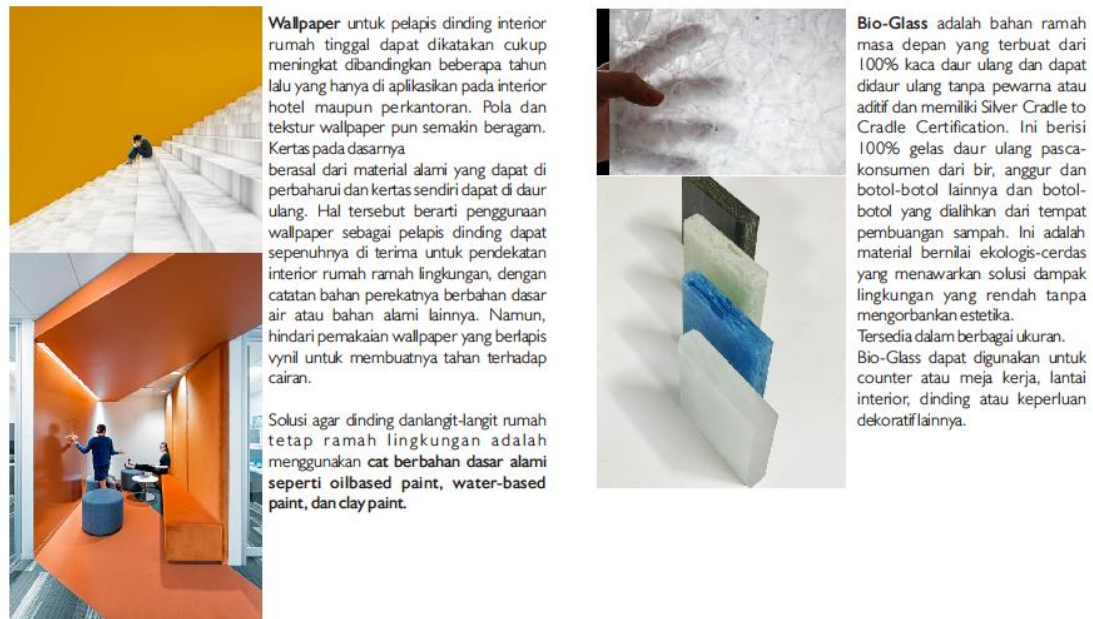 Wallpaper untuk pelapis dinding interior
rumah tinggal dapat dikatakan cukup
meningkat dibandingkan beberapa tahun
lalu yang hanya di aplikasikan pada interior
hotel maupun perkantoran. Pola dan
tekstur wallpaper pun semakin beragam.
Kertas pada dasarnya
berasal dari material alami yang dapat di
perbaharui dan kertas sendiri dapat di daur
ulang. Hal tersebut berarti penggunaan
wallpaper sebagai pelapis dinding dapat
sepenuhnya di terima untuk pendekatan
interior rumah ramah lingkungan, dengan
catatan bahan perekatnya berbahan dasar
air atau bahan alami lainnya. Namun,
hindari pemakaian wallpaper yang berlapis
vynil untuk membuatnya tahan terhadap
cairan.
Solusi agar dinding danlangit-langit rumah
tetap ramah lingkungan adalah
menggunakan cat berbahan dasar alami
seperti oilbased paint, water-based
paint, dan clay paint.
Bio-Glass adalah bahan ramah
masa depan yang terbuat dari
100% kaca daur ulang dan dapat
didaur ulang tanpa pewarna atau
aditif dan memiliki Silver Cradle to
Cradle Certification. Ini berisi
100% gelas daur ulang pasca-
konsumen dari bir, anggur dan
botol-botol lainnya dan botol-
botol yang dialihkan dari tempat
pembuangan sampah. Ini adalah
material bernilai ekologis-cerdas
yang menawarkan solusi dampak
lingkungan yang rendah tanpa
mengorbankan estetika.
Tersedia dalam berbagai ukuran.
Bio-Glass dapat digunakan untuk
counter atau meja kerja, lantai
interior, dinding atau keperluan
dekoratif lainnya.